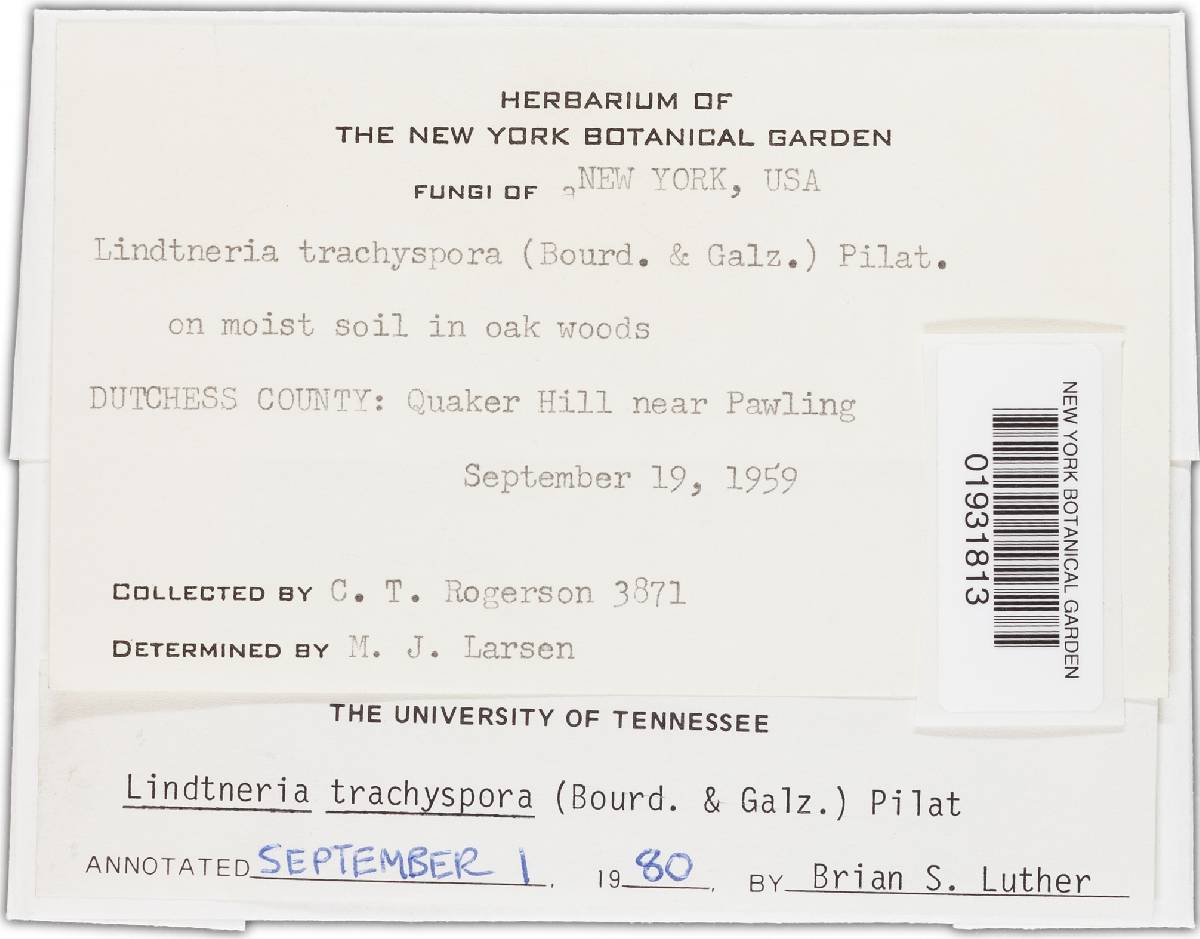 HERBARIUM OF
THE NEW YORK BOTANICAL GARDEN
FUNGI OF NEW YORK, USA
Lindtneria trachyspora (Bourd. & Galz.) Pilat.
on moist soil in oak woods
DUTCHESS COUNTY: Quaker Hill near Pawling
September 19, 1959
COLLECTED BY C. T. Rogerson 3871
DETERMINED BY M. J. Larsen
NEW YORK BOTANICAL GARDEN
01931813
THE UNIVERSITY OF TENNESSEE
Lindtneria trachyspora (Bourd. & Galz.) Pilat
ANNOTATED SEPTEMBER 1, 1980, BY Brian S. Luther